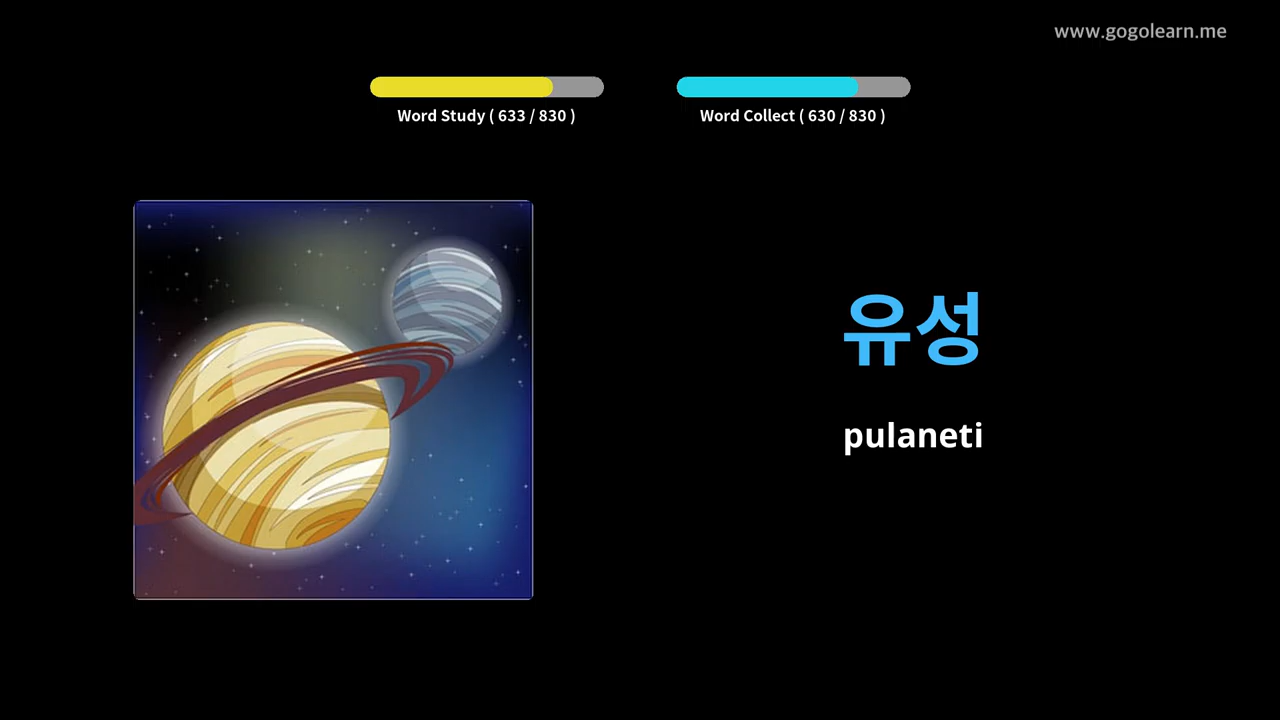 www.gogolearn.me
Word Study ( 633 / 830 )
Word Collect ( 630 / 830 )
유성
pulaneti